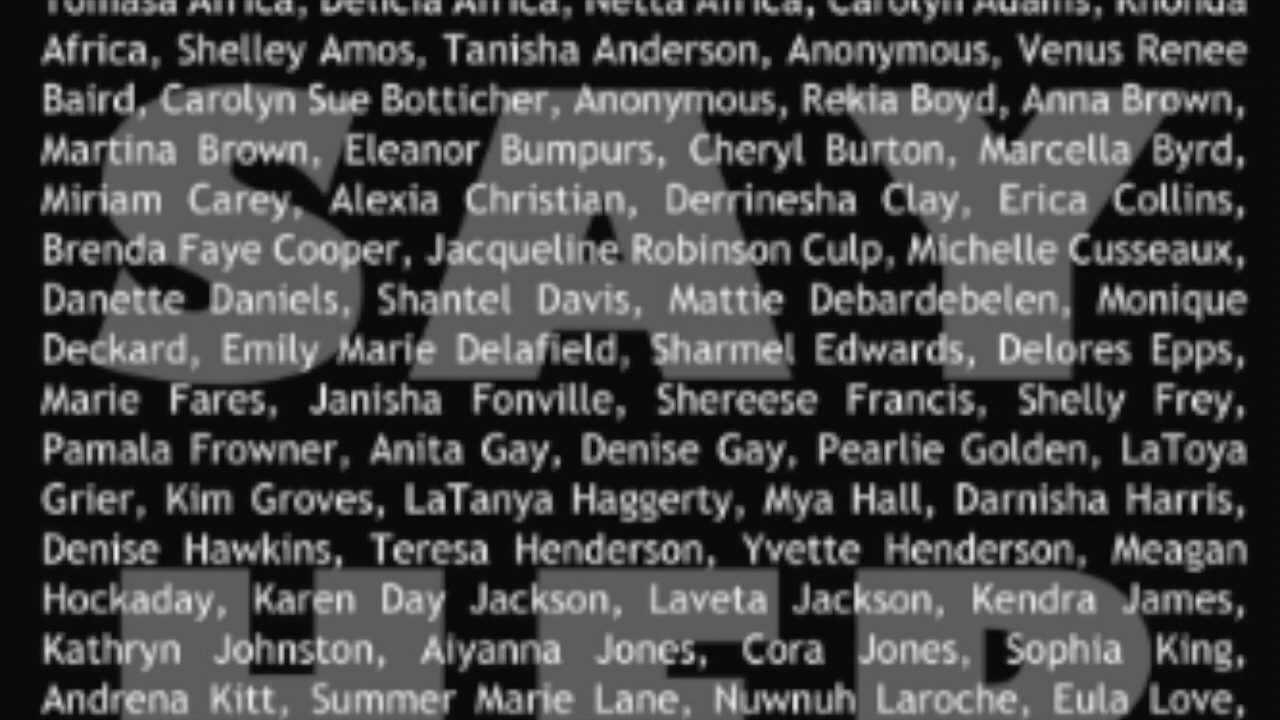 Tomasa Africa, Delicia Africa, Netta Africa, Carolyn Adams, Rhonda
Africa, Shelley Amos, Tanisha Anderson, Anonymous, Venus Renee
Baird, Carolyn Sue Botticher, Anonymous, Rekia Boyd, Anna Brown,
Martina Brown, Eleanor Bumpurs, Cheryl Burton, Marcella Byrd,
Miriam Carey, Alexia Christian, Derrinesha Clay, Erica Collins,
Brenda Faye Cooper, Jacqueline Robinson Culp, Michelle Cusseaux,
Danette Daniels, Shantel Davis, Mattie Debardebelen, Monique
Deckard, Emily Marie Delafield, Sharmel Edwards, Delores Epps,
Marie Fares, Janisha Fonville, Shereese Francis, Shelly Frey,
Pamala Frowner, Anita Gay, Denise Gay, Pearlie Golden, LaToya
Grier, Kim Groves, LaTanya Haggerty, Mya Hall, Darnisha Harris,
Denise Hawkins, Teresa Henderson, Yvette Henderson, Meagan
Hockaday, Karen Day Jackson, Laveta Jackson, Kendra James,
Kathryn Johnston, Aiyanna Jones, Cora Jones, Sophia King,
Andrena Kitt, Summer Marie Lane, Nuwnuh Laroche, Eula Love,
SAY
HER